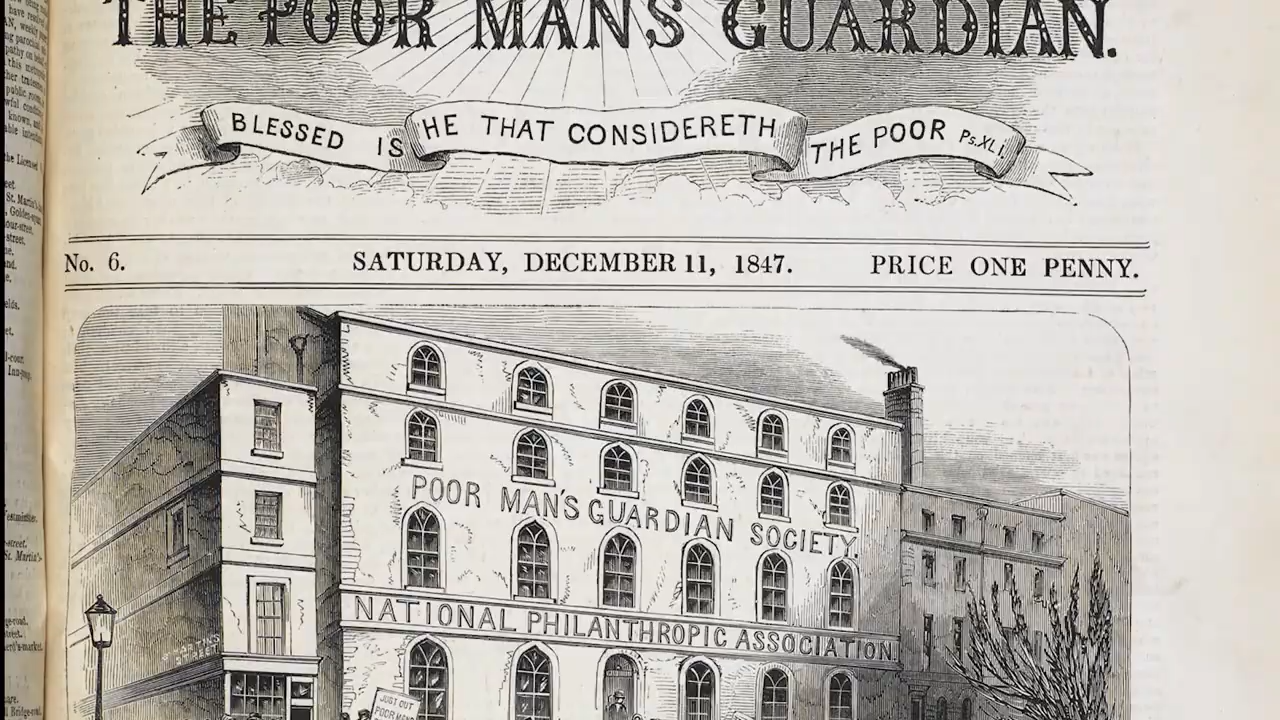 THE POOR MAN'S GUARDIAN.
BLESSED IS HE THAT CONSIDERETH THE POOR Ps. XLI.
No. 6. SATURDAY, DECEMBER 11, 1847. PRICE ONE PENNY.
POOR MAN'S GUARDIAN SOCIETY.
NATIONAL PHILANTHROPIC ASSOCIATION.
JUST OUT
POOR MAN'S